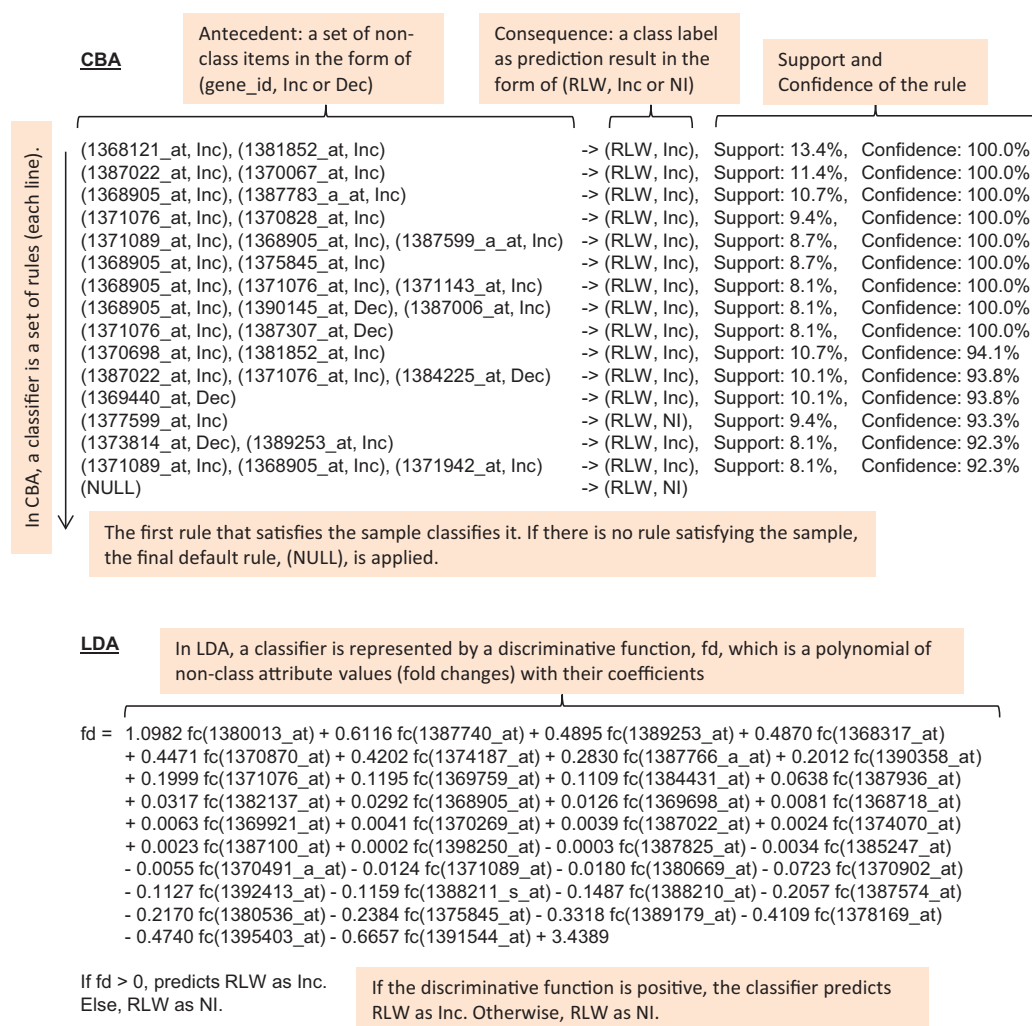 CBA
Antecedent: a set of non-
class items in the form of
(gene_id, Inc or Dec)
Consequence: a class label
as prediction result in the
form of (RLW, Inc or NI)
Support and
Confidence of the rule
In CBA, a classifier is a set of rules (each line).
(1368121_at, Inc), (1381852_at, Inc) -> (RLW, Inc), Support: 13.4%, Confidence: 100.0%
(1387022_at, Inc), (1370067_at, Inc) -> (RLW, Inc), Support: 11.4%, Confidence: 100.0%
(1368905_at, Inc), (1387783_a_at, Inc) -> (RLW, Inc), Support: 10.7%, Confidence: 100.0%
(1371076_at, Inc), (1370828_at, Inc) -> (RLW, Inc), Support: 9.4%, Confidence: 100.0%
(1371089_at, Inc), (1368905_at, Inc), (1387599_a_at, Inc) -> (RLW, Inc), Support: 8.7%, Confidence: 100.0%
(1368905_at, Inc), (1375845_at, Inc) -> (RLW, Inc), Support: 8.7%, Confidence: 100.0%
(1368905_at, Inc), (1371076_at, Inc), (1371143_at, Inc) -> (RLW, Inc), Support: 8.1%, Confidence: 100.0%
(1368905_at, Inc), (1390145_at, Dec), (1387006_at, Inc) -> (RLW, Inc), Support: 8.1%, Confidence: 100.0%
(1371076_at, Inc), (1387307_at, Dec) -> (RLW, Inc), Support: 8.1%, Confidence: 100.0%
(1370698_at, Inc), (1381852_at, Inc) -> (RLW, Inc), Support: 10.7%, Confidence: 94.1%
(1387022_at, Inc), (1371076_at, Inc), (1384225_at, Dec) -> (RLW, Inc), Support: 10.1%, Confidence: 93.8%
(1369440_at, Dec) -> (RLW, Inc), Support: 10.1%, Confidence: 93.8%
(1377599_at, Inc) -> (RLW, NI), Support: 9.4%, Confidence: 93.3%
(1373814_at, Dec), (1389253_at, Inc) -> (RLW, Inc), Support: 8.1%, Confidence: 92.3%
(1371089_at, Inc), (1368905_at, Inc), (1371942_at, Inc) -> (RLW, Inc), Support: 8.1%, Confidence: 92.3%
(NULL) -> (RLW, NI)
The first rule that satisfies the sample classifies it. If there is no rule satisfying the sample,
the final default rule, (NULL), is applied.
LDA
In LDA, a classifier is represented by a discriminative function, fd, which is a polynomial of
non-class attribute values (fold changes) with their coefficients
fd = 1.0982 fc(1380013_at) + 0.6116 fc(1387740_at) + 0.4895 fc(1389253_at) + 0.4870 fc(1368317_at)
+ 0.4471 fc(1370870_at) + 0.4202 fc(1374187_at) + 0.2830 fc(1387766_a_at) + 0.2012 fc(1390358_at)
+ 0.1999 fc(1371076_at) + 0.1195 fc(1369759_at) + 0.1109 fc(1384431_at) + 0.0638 fc(1387936_at)
+ 0.0317 fc(1382137_at) + 0.0292 fc(1368905_at) + 0.0126 fc(1369698_at) + 0.0081 fc(1368718_at)
+ 0.0063 fc(1369921_at) + 0.0041 fc(1370269_at) + 0.0039 fc(1387022_at) + 0.0024 fc(1374070_at)
+ 0.0023 fc(1387100_at) + 0.0002 fc(1398250_at) - 0.0003 fc(1387825_at) - 0.0034 fc(1385247_at)
- 0.0055 fc(1370491_a_at) - 0.0124 fc(1371089_at) - 0.0180 fc(1380669_at) - 0.0723 fc(1370902_at)
- 0.1127 fc(1392413_at) - 0.1159 fc(1388211_s_at) - 0.1487 fc(1388210_at) - 0.2057 fc(1387574_at)
- 0.2170 fc(1380536_at) - 0.2384 fc(1375845_at) - 0.3318 fc(1389179_at) - 0.4109 fc(1378169_at)
- 0.4740 fc(1395403_at) - 0.6657 fc(1391544_at) + 3.4389
If fd > 0, predicts RLW as Inc.
Else, RLW as NI.
If the discriminative function is positive, the classifier predicts
RLW as Inc. Otherwise, RLW as NI.